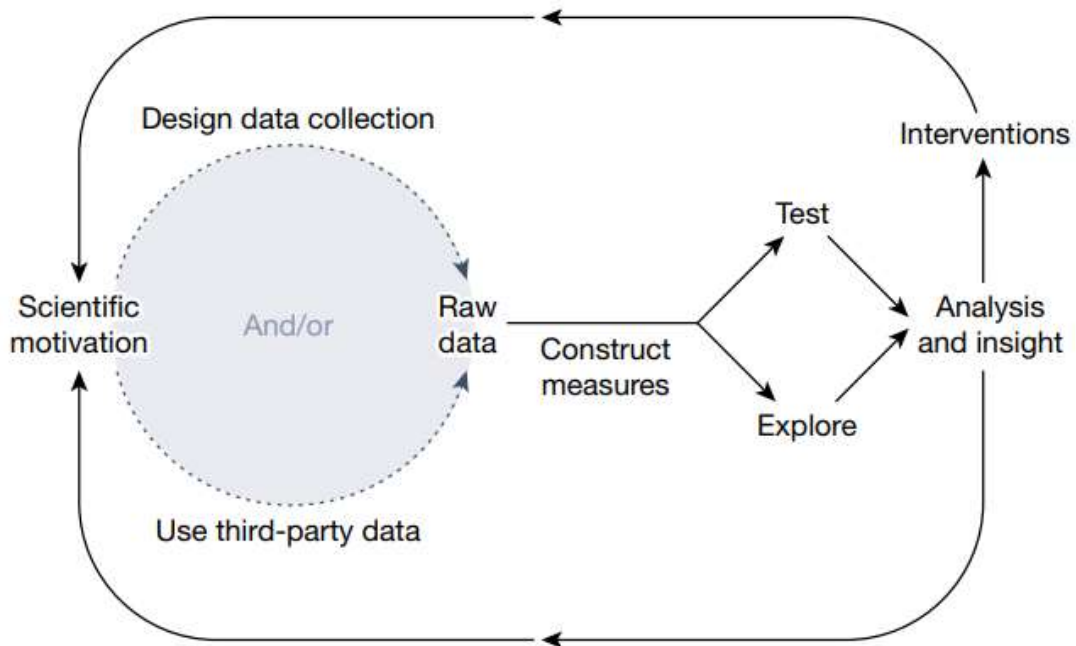 Design data collection
Interventions
Test
Scientific
motivation
And/or
Raw
data
Construct
measures
Analysis
and insight
Explore
Use third-party data